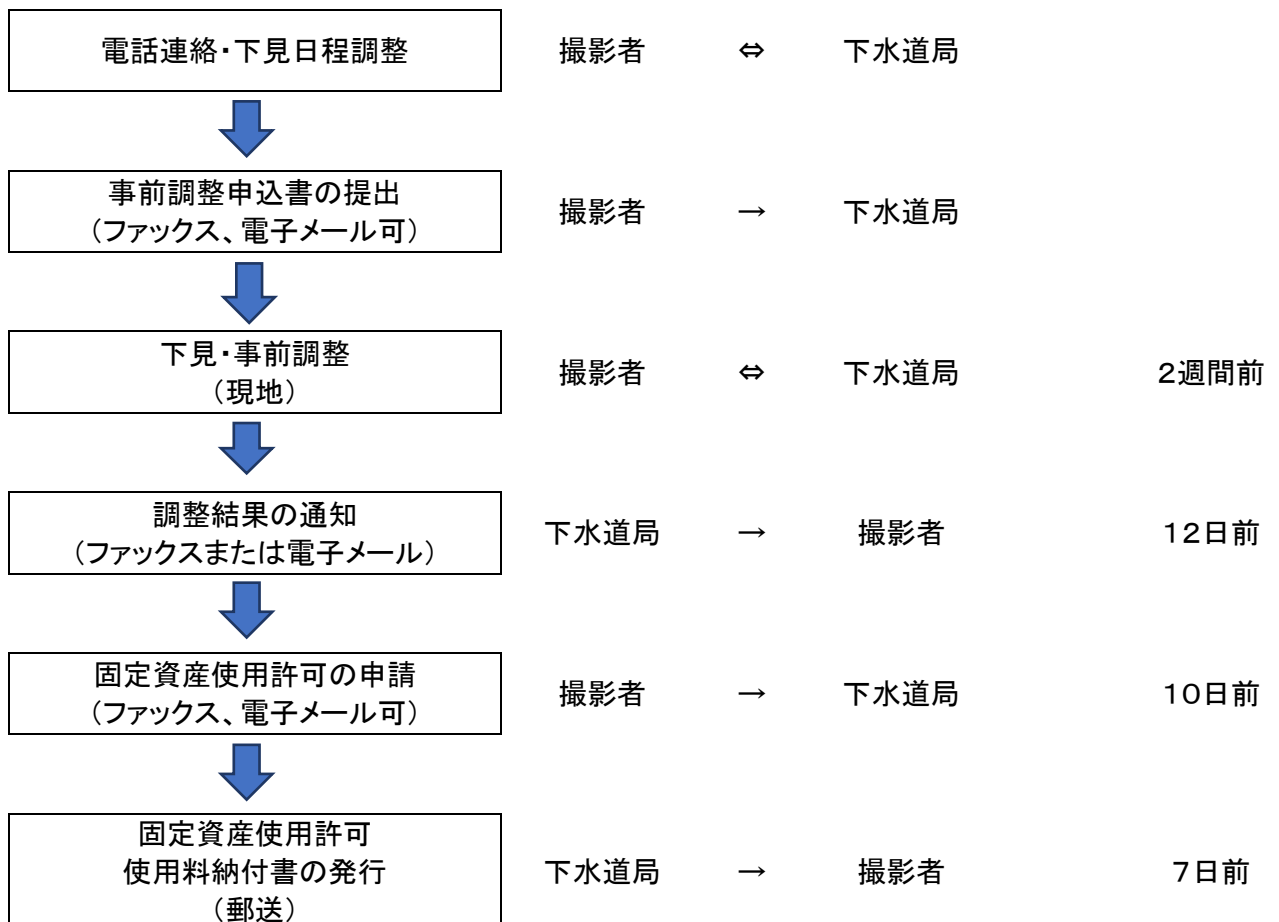 電話連絡・下見日程調整 撮影者 ⇔ 下水道局
事前調整申込書の提出
（ファックス、電子メール可） 撮影者 → 下水道局
下見・事前調整
（現地） 撮影者 ⇔ 下水道局 ２週間前
調整結果の通知
（ファックスまたは電子メール） 下水道局 → 撮影者 １２日前
固定資産使用許可の申請
（ファックス、電子メール可） 撮影者 → 下水道局 １０日前
固定資産使用許可
使用料納付書の発行 下水道局 → 撮影者 ７日前
（郵送）